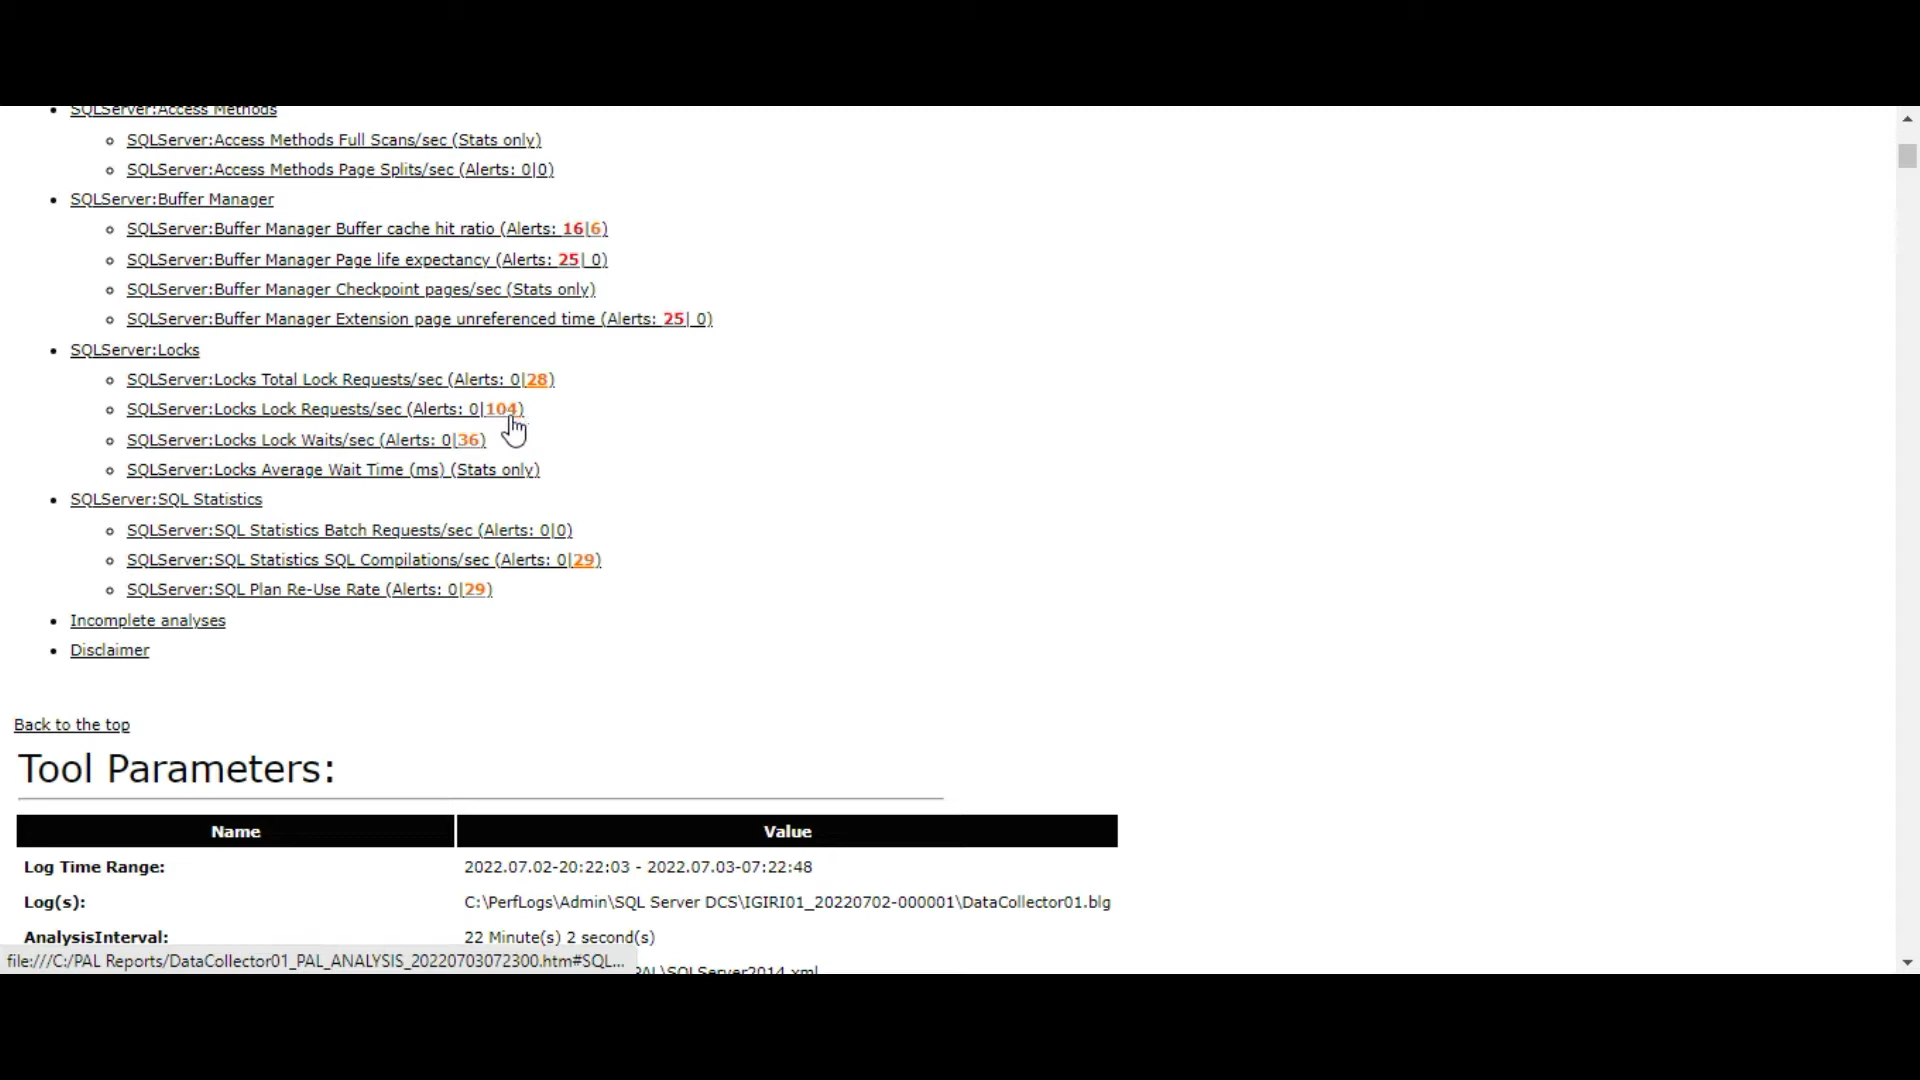 SQLServer:Access Methods
SQLServer:Access Methods Full Scans/sec (Stats only)
SQLServer:Access Methods Page Splits/sec (Alerts: 0|0)
SQLServer:Buffer Manager
SQLServer:Buffer Manager Buffer cache hit ratio (Alerts: 16|6)
SQLServer:Buffer Manager Page life expectancy (Alerts: 25| 0)
SQLServer:Buffer Manager Checkpoint pages/sec (Stats only)
SQLServer:Buffer Manager Extension page unreferenced time (Alerts: 25| 0)
SQLServer:Locks
SQLServer:Locks Total Lock Requests/sec (Alerts: 0|28)
SQLServer:Locks Lock Requests/sec (Alerts: 0|104)
SQLServer:Locks Lock Waits/sec (Alerts: 0|36)
SQLServer:Locks Average Wait Time (ms) (Stats only)
SQLServer:SQL Statistics
SQLServer:SQL Statistics Batch Requests/sec (Alerts: 0|0)
SQLServer:SQL Statistics SQL Compilations/sec (Alerts: 0|29)
SQLServer:SQL Plan Re-Use Rate (Alerts: 0|29)
Incomplete analyses
Disclaimer
Back to the top
Tool Parameters:
Name Value
Log Time Range: 2022.07.02-20:22:03 - 2022.07.03-07:22:48
Log(s): C:\PerfLogs\Admin\SQL Server DCS\IGIRI01_20220702-000001\DataCollector01.blg
AnalysisInterval: 22 Minute(s) 2 second(s)
file:///C:/PAL Reports/DataCollector01_PAL_ANALYSIS_20220703072300.htm#SQL...
PAL\SQLServer2014.xml